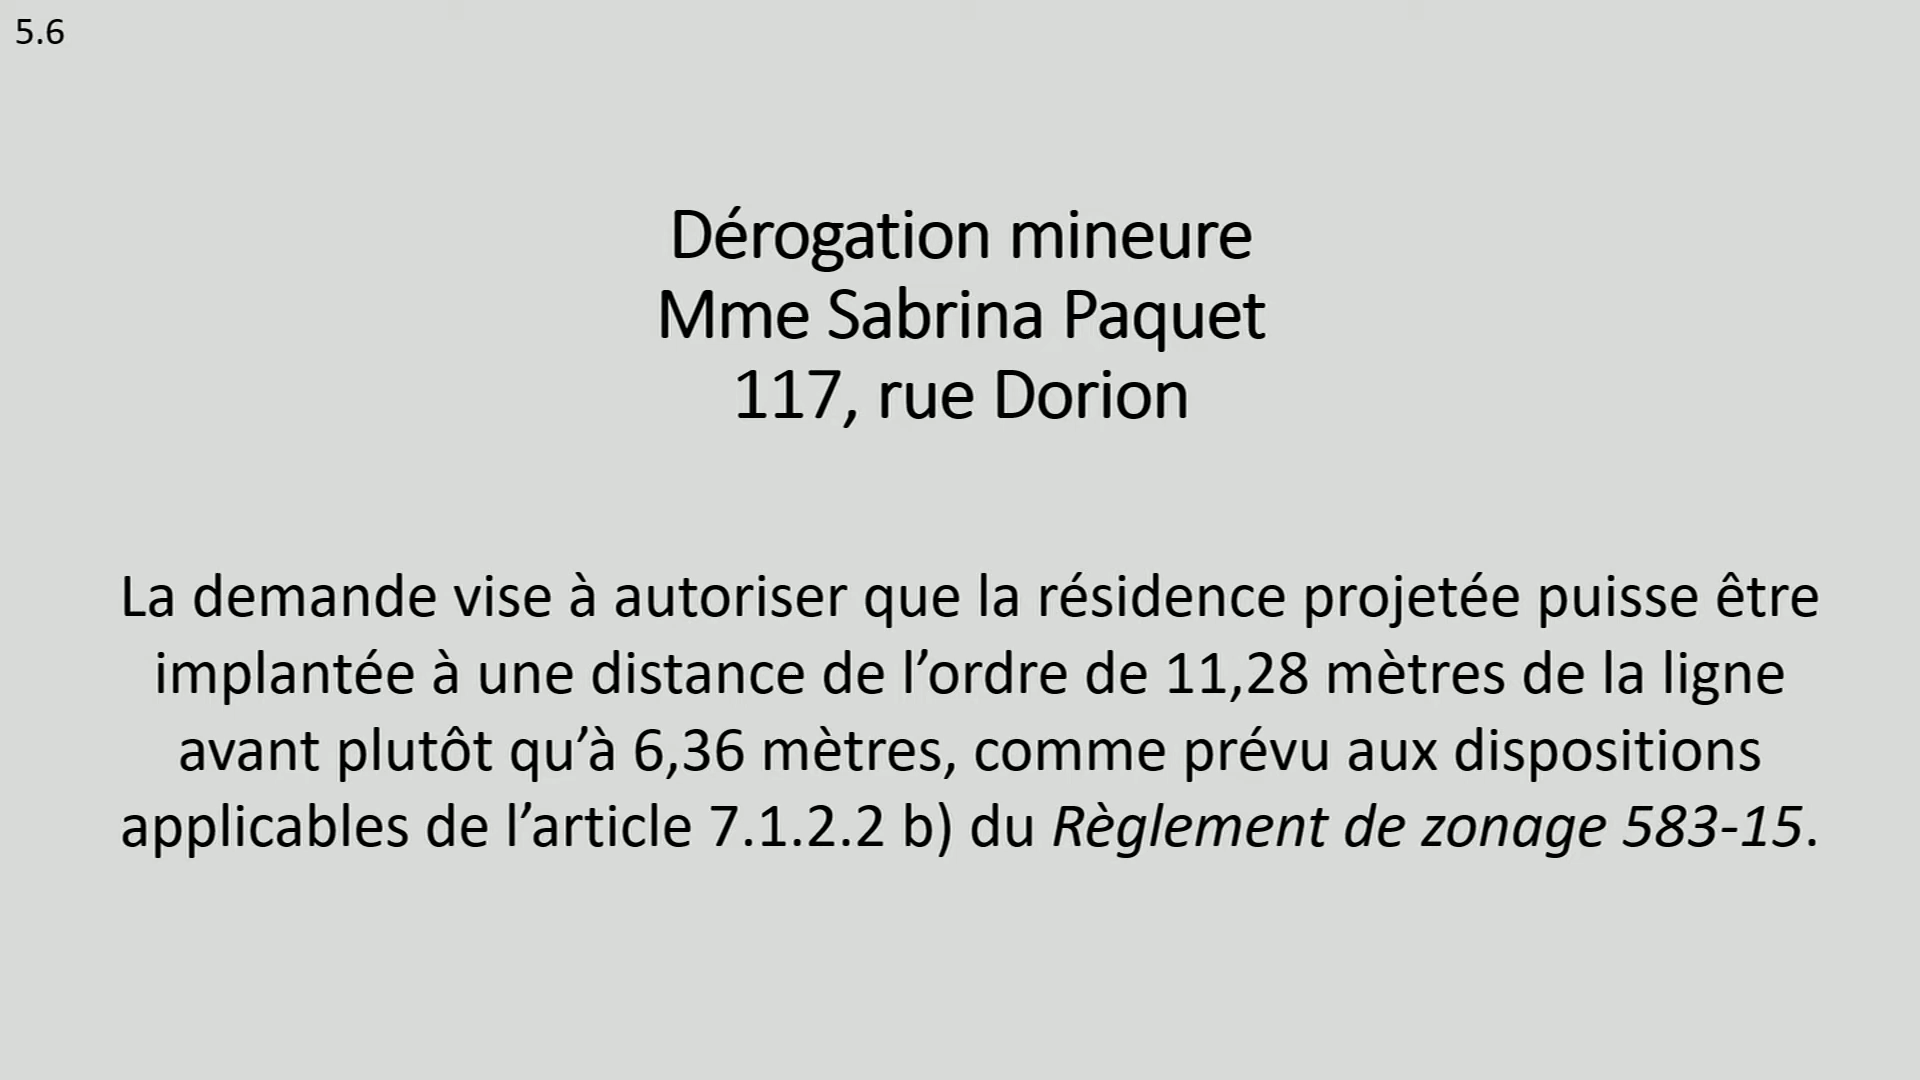 5.6
Dérogation mineure
Mme Sabrina Paquet
117, rue Dorion
La demande vise à autoriser que la résidence projetée puisse être
implantée à une distance de l’ordre de 11,28 mètres de la ligne
avant plutôt qu’à 6,36 mètres, comme prévu aux dispositions
applicables de l’article 7.1.2.2 b) du Règlement de zonage 583-15.